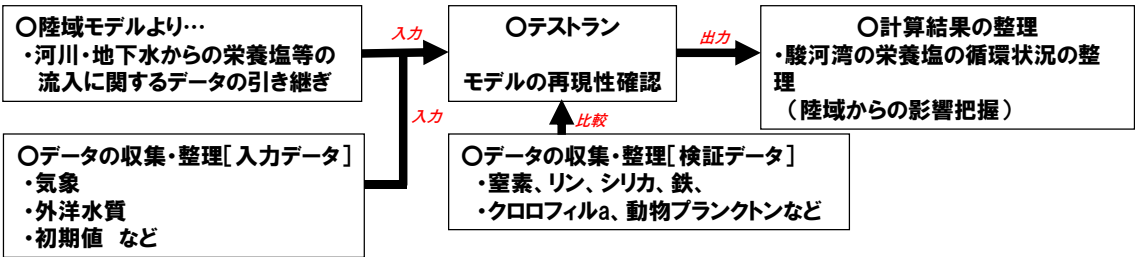 〇陸域モデルより…
・河川・地下水からの栄養塩等の
流入に関するデータの引き継ぎ
入力
〇テストラン
モデルの再現性確認
出力
〇計算結果の整理
・駿河湾の栄養塩の循環状況の整
理
（陸域からの影響把握）
入力
比較
〇データの収集・整理[入力データ]
・気象
・外洋水質
・初期値 など
〇データの収集・整理[検証データ]
・窒素、リン、シリカ、鉄、
・クロロフィルa、動物プランクトンなど